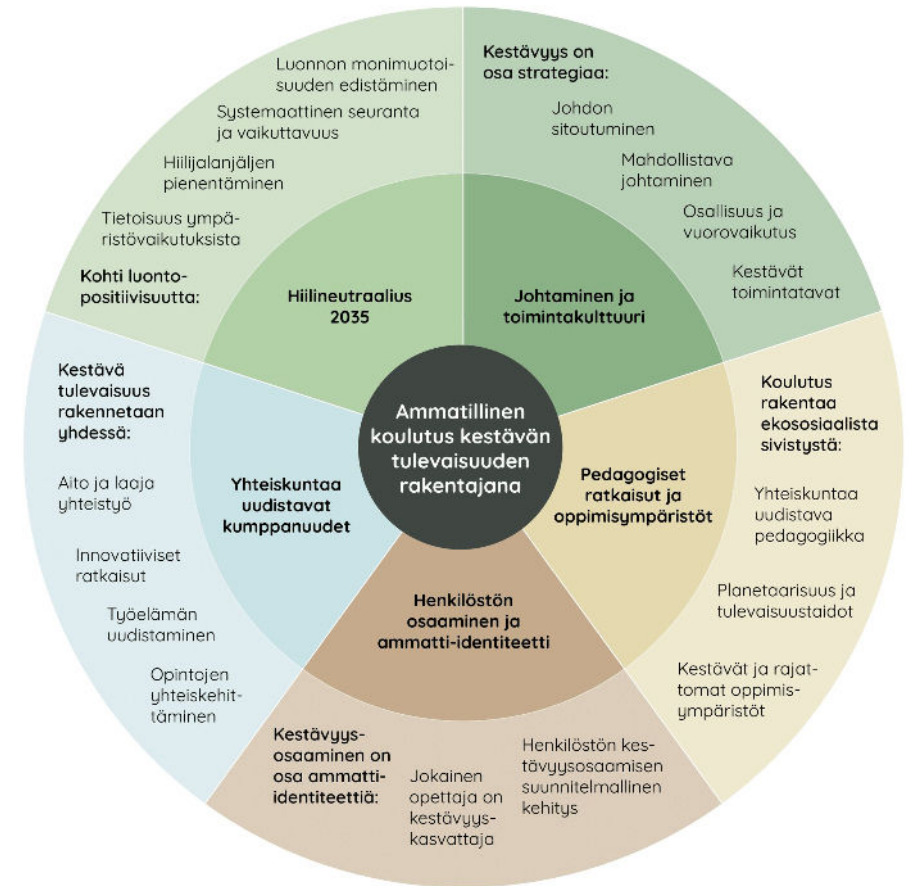 Ammatillinen
koulutus kestävän
tulevaisuuden
rakentajana
Johtaminen ja
toimintakulttuuri
Kestävyys on
osa strategiaa:
Johdon
sitoutuminen
Mahdollistava
johtaminen
Osallisuus ja
vuorovaikutus
Kestävät
toimintatavat
Pedagogiset
ratkaisut ja
oppimisympäristöt
Koulutus
rakentaa
ekososiaalista
sivistystä:
Yhteiskuntaa
uudistava
pedagogiikka
Planetaarisuus ja
tulevaisuustaidot
Kestävät ja rajat-
tomat oppimis-
ympäristöt
Henkilöstön
osaaminen ja
ammatti-identiteetti
Kestävyys-
osaaminen on
osa ammatti-
identiteettiä:
Jokainen
opettaja on
kestävyys-
kasvattaja
Henkilöstön kes-
tävyysosaamisen
suunnitelmallinen
kehitys
Yhteiskuntaa
uudistavat
kumppanuudet
Kestävä
tulevaisuus
rakennetaan
yhdessä:
Aito ja laaja
yhteistyö
Innovatiiviset
ratkaisut
Työelämän
uudistaminen
Opintojen
yhteiskehit-
täminen
Hiilineutraalius
2035
Kohti luonto-
positiivisuutta:
Tietoisuus ympä-
ristövaikutuksista
Hiilijalanjäljen
pienentäminen
Systemaattinen seuranta
ja vaikuttavuus
Luonnon monimuotoi-
suuden edistäminen